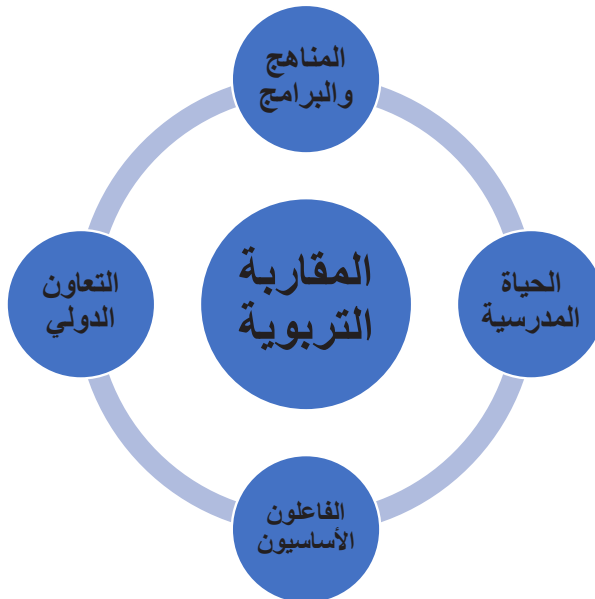 المناهج
والبرامج
المقاربة
التربوية
الحياة
المدرسية
التعاون
الدولي
الفاعلون
الأساسيون